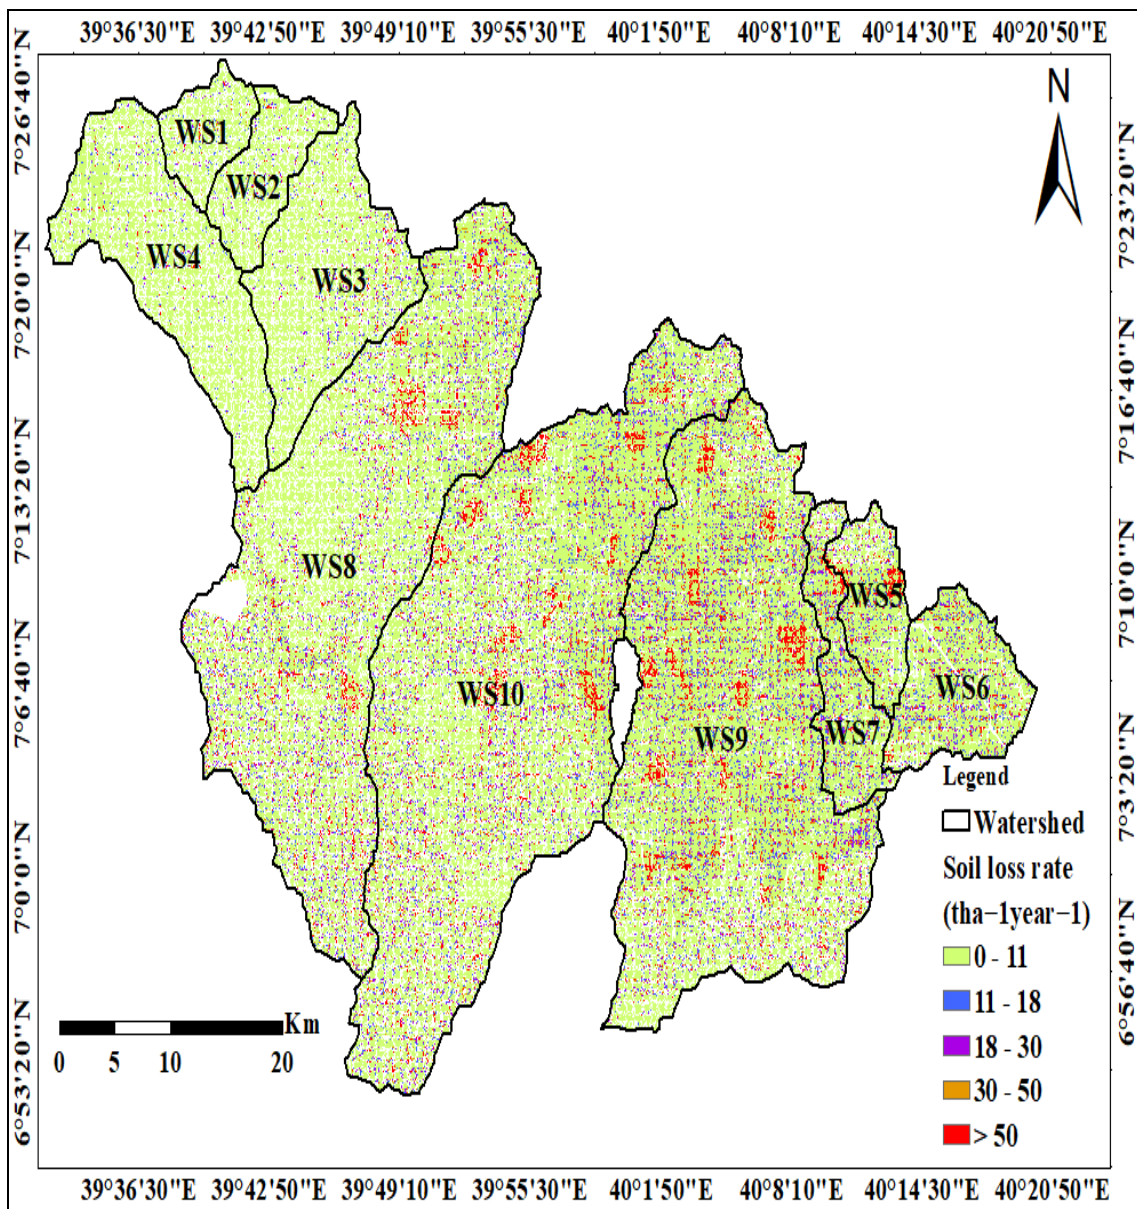 39°36'30"E 39°42'50"E 39°49'10"E 39°55'30"E 40°1'50"E 40°8'10"E 40°14'30"E 40°20'50"E
7°26'40"N
7°20'0"N
7°13'20"N
7°6'40"N
7°0'0"N
6°53'20"N
N
7°23'20"N
7°16'40"N
7°10'0"N
7°3'20"N
6°56'40"N
WS1
WS2
WS4
WS3
WS8
WS5
WS6
WS10
WS7
WS9
Legend
Watershed
Soil loss rate
(tha−1year−1)
0 - 11
11 - 18
18 - 30
30 - 50
> 50
Km
0 5 10 20
39°36'30"E 39°42'50"E 39°49'10"E 39°55'30"E 40°1'50"E 40°8'10"E 40°14'30"E 40°20'50"E